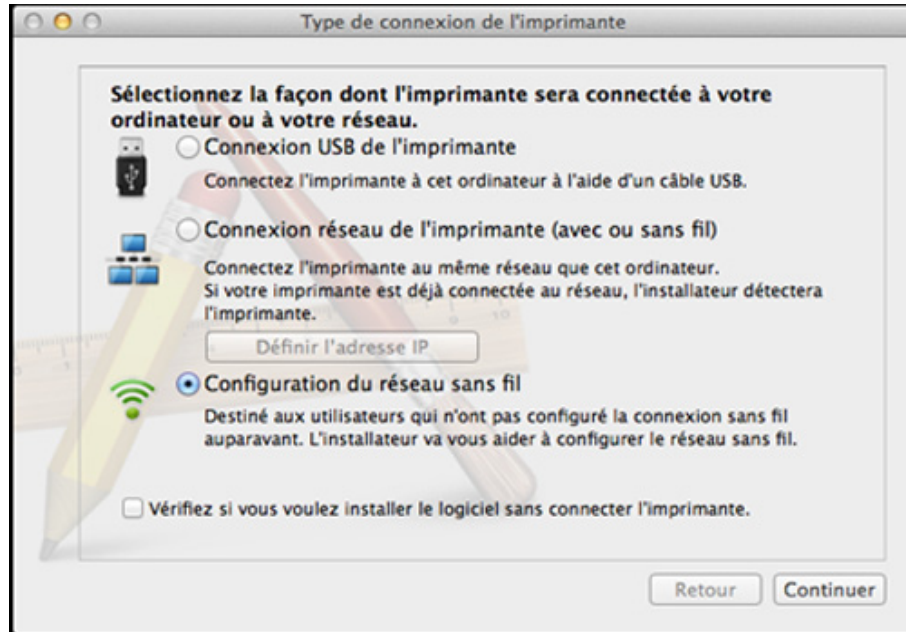 Type de connexion de l'imprimante
Sélectionnez la façon dont l'imprimante sera connectée à votre
ordinateur ou à votre réseau.
Connexion USB de l'imprimante
Connectez l'imprimante à cet ordinateur à l'aide d'un câble USB.
Connexion réseau de l'imprimante (avec ou sans fil)
Connectez l'imprimante au même réseau que cet ordinateur.
Si votre imprimante est déjà connectée au réseau, l'installateur détectera
l'imprimante.
Définir l'adresse IP
Configuration du réseau sans fil
Destiné aux utilisateurs qui n'ont pas configuré la connexion sans fil
auparavant. L'installateur va vous aider à configurer le réseau sans fil.
Vérifiez si vous voulez installer le logiciel sans connecter l'imprimante.
Retour
Continuer